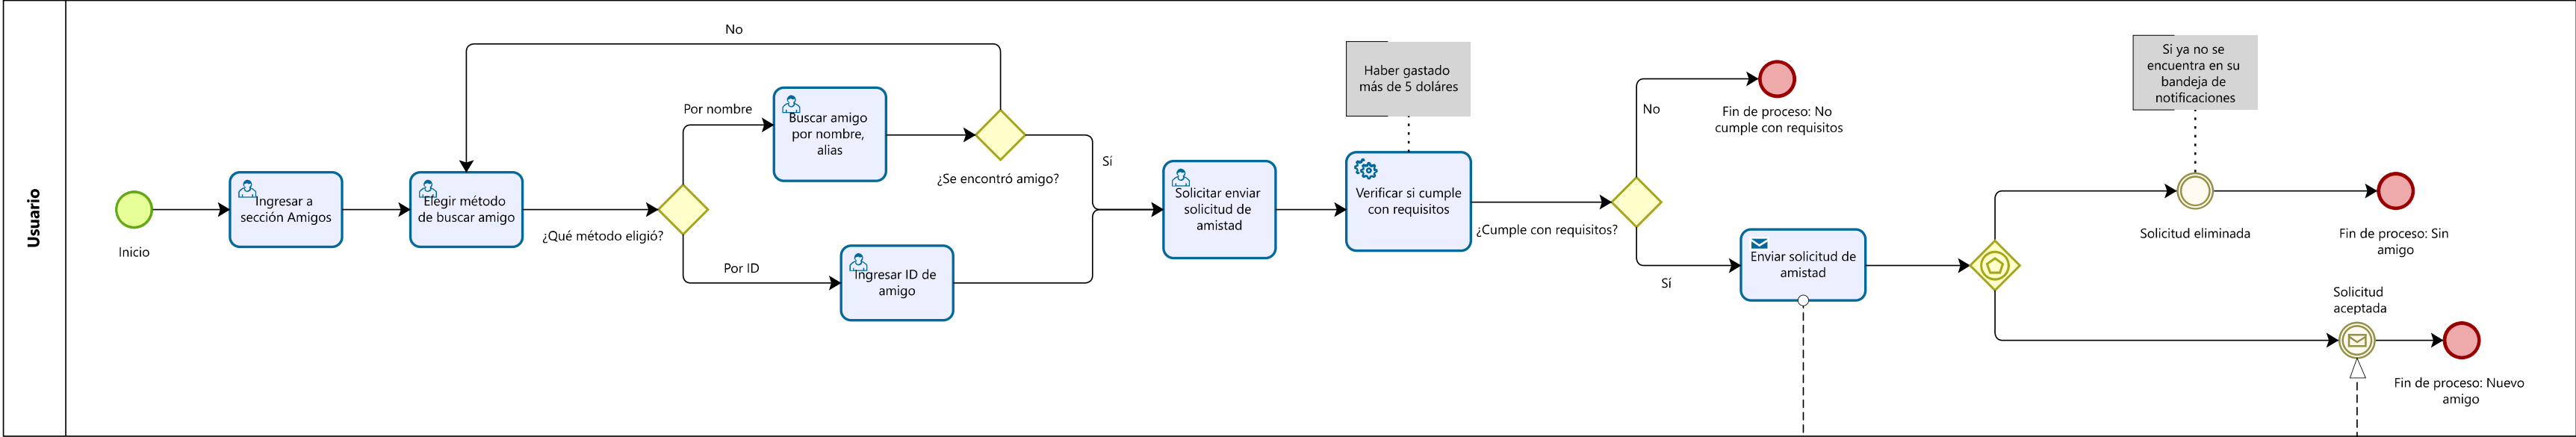 Usuario
Inicio
Ingresar a
sección Amigos
Elegir método
de buscar amigo
¿Qué método eligió?
Por nombre
Por ID
Buscar amigo
por nombre,
alias
Ingresar ID de
amigo
¿Se encontró amigo?
No
Sí
Solicitar enviar
solicitud de
amistad
Haber gastado
más de 5 doláres
Verificar si cumple
con requisitos
¿Cumple con requisitos?
No
Fin de proceso: No
cumple con requisitos
Sí
Enviar solicitud de
amistad
Si ya no se
encuentra en su
bandeja de
notificaciones
Solicitud eliminada
Fin de proceso: Sin
amigo
Solicitud
aceptada
Fin de proceso: Nuevo
amigo